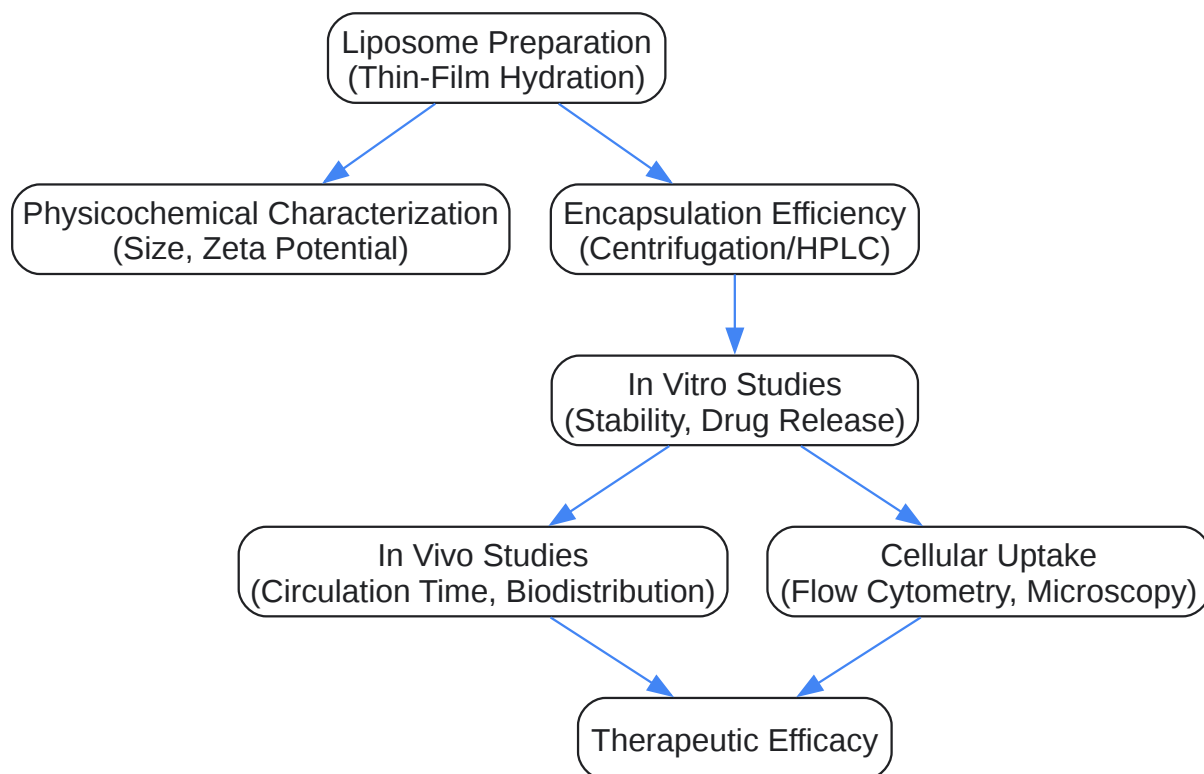 Liposome Preparation
(Thin-Film Hydration)
Physicochemical Characterization
(Size, Zeta Potential)
Encapsulation Efficiency
(Centrifugation/HPLC)
In Vitro Studies
(Stability, Drug Release)
In Vivo Studies
(Circulation Time, Biodistribution)
Cellular Uptake
(Flow Cytometry, Microscopy)
Therapeutic Efficacy